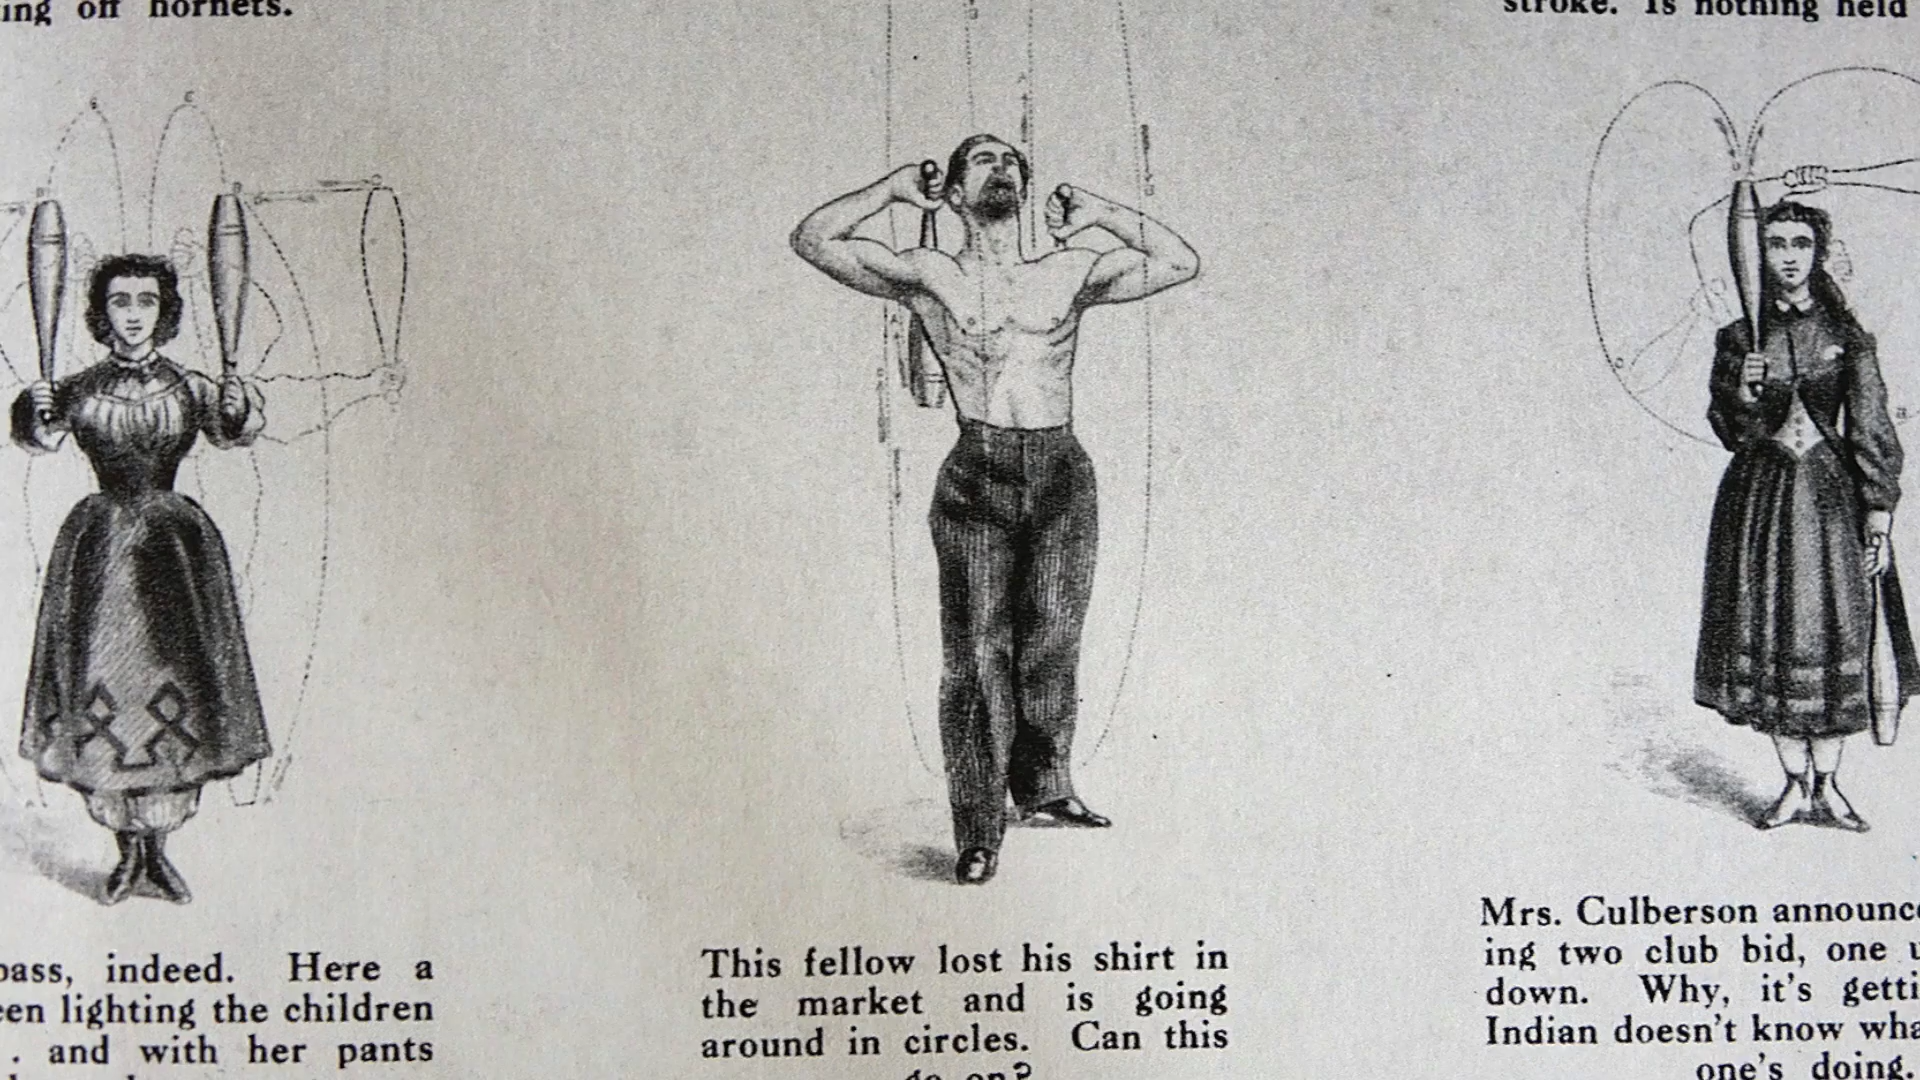 ing off hornets.
stroke. Is nothing held
pass, indeed. Here a
een lighting the children
. and with her pants
This fellow lost his shirt in
the market and is going
around in circles. Can this
go on?
Mrs. Culberson announc
ing two club bid, one u
down. Why, it's getti
Indian doesn't know wha
one's doing.